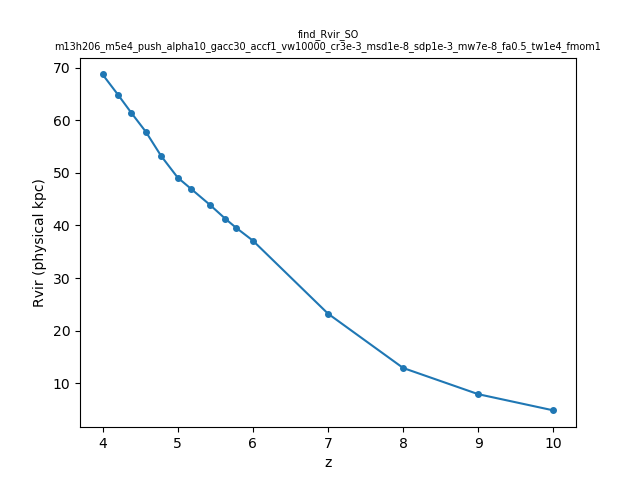 find_Rvir_SO
m13h206_m5e4_push_alpha10_gacc30_accf1_vw10000_cr3e-3_msd1e-8_sdp1e-3_mw7e-8_fa0.5_tw1e4_fmom1
70
60
50
40
30
20
10
Rvir (physical kpc)
4 5 6 7 8 9 10
z